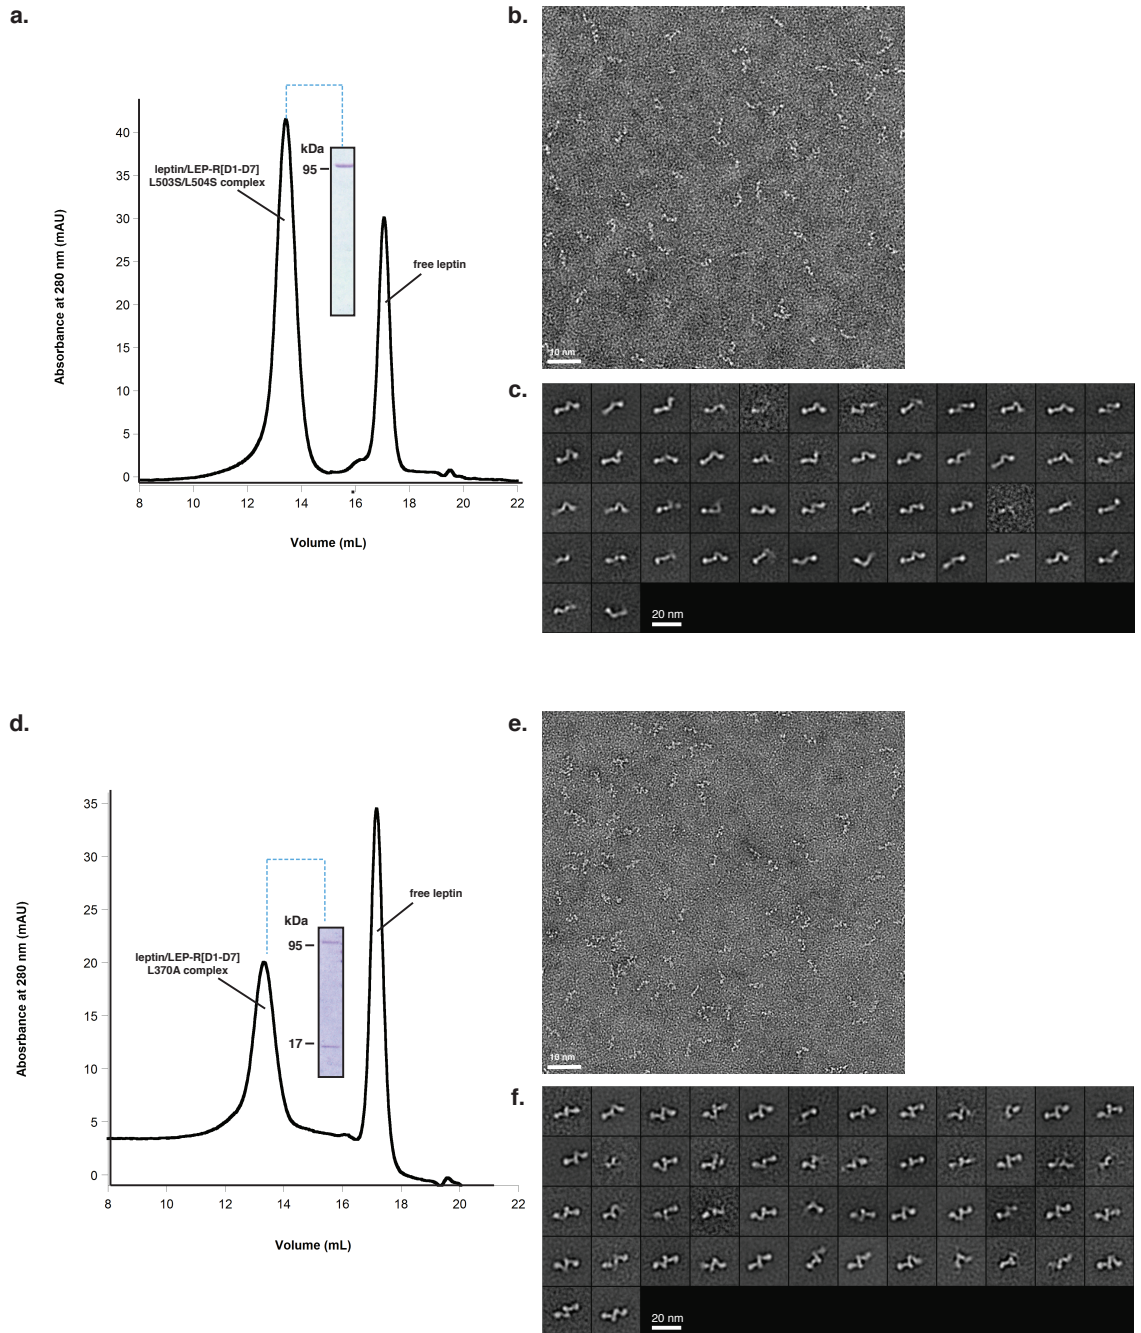 a.
b.
kDa
95
leptin/LEP-R[D1-D7]
L503S/L504S complex
free leptin
Absorbance at 280 nm (mAU)
40
35
30
25
20
15
10
5
0
8 10 12 14 16 18 20 22
Volume (mL)
10 nm
c.
20 nm
d.
e.
kDa
95
17
leptin/LEP-R[D1-D7]
L370A complex
free leptin
Abosrbance at 280 nm (mAU)
35
30
25
20
15
10
5
0
8 10 12 14 16 18 20 22
Volume (mL)
10 nm
f.
20 nm